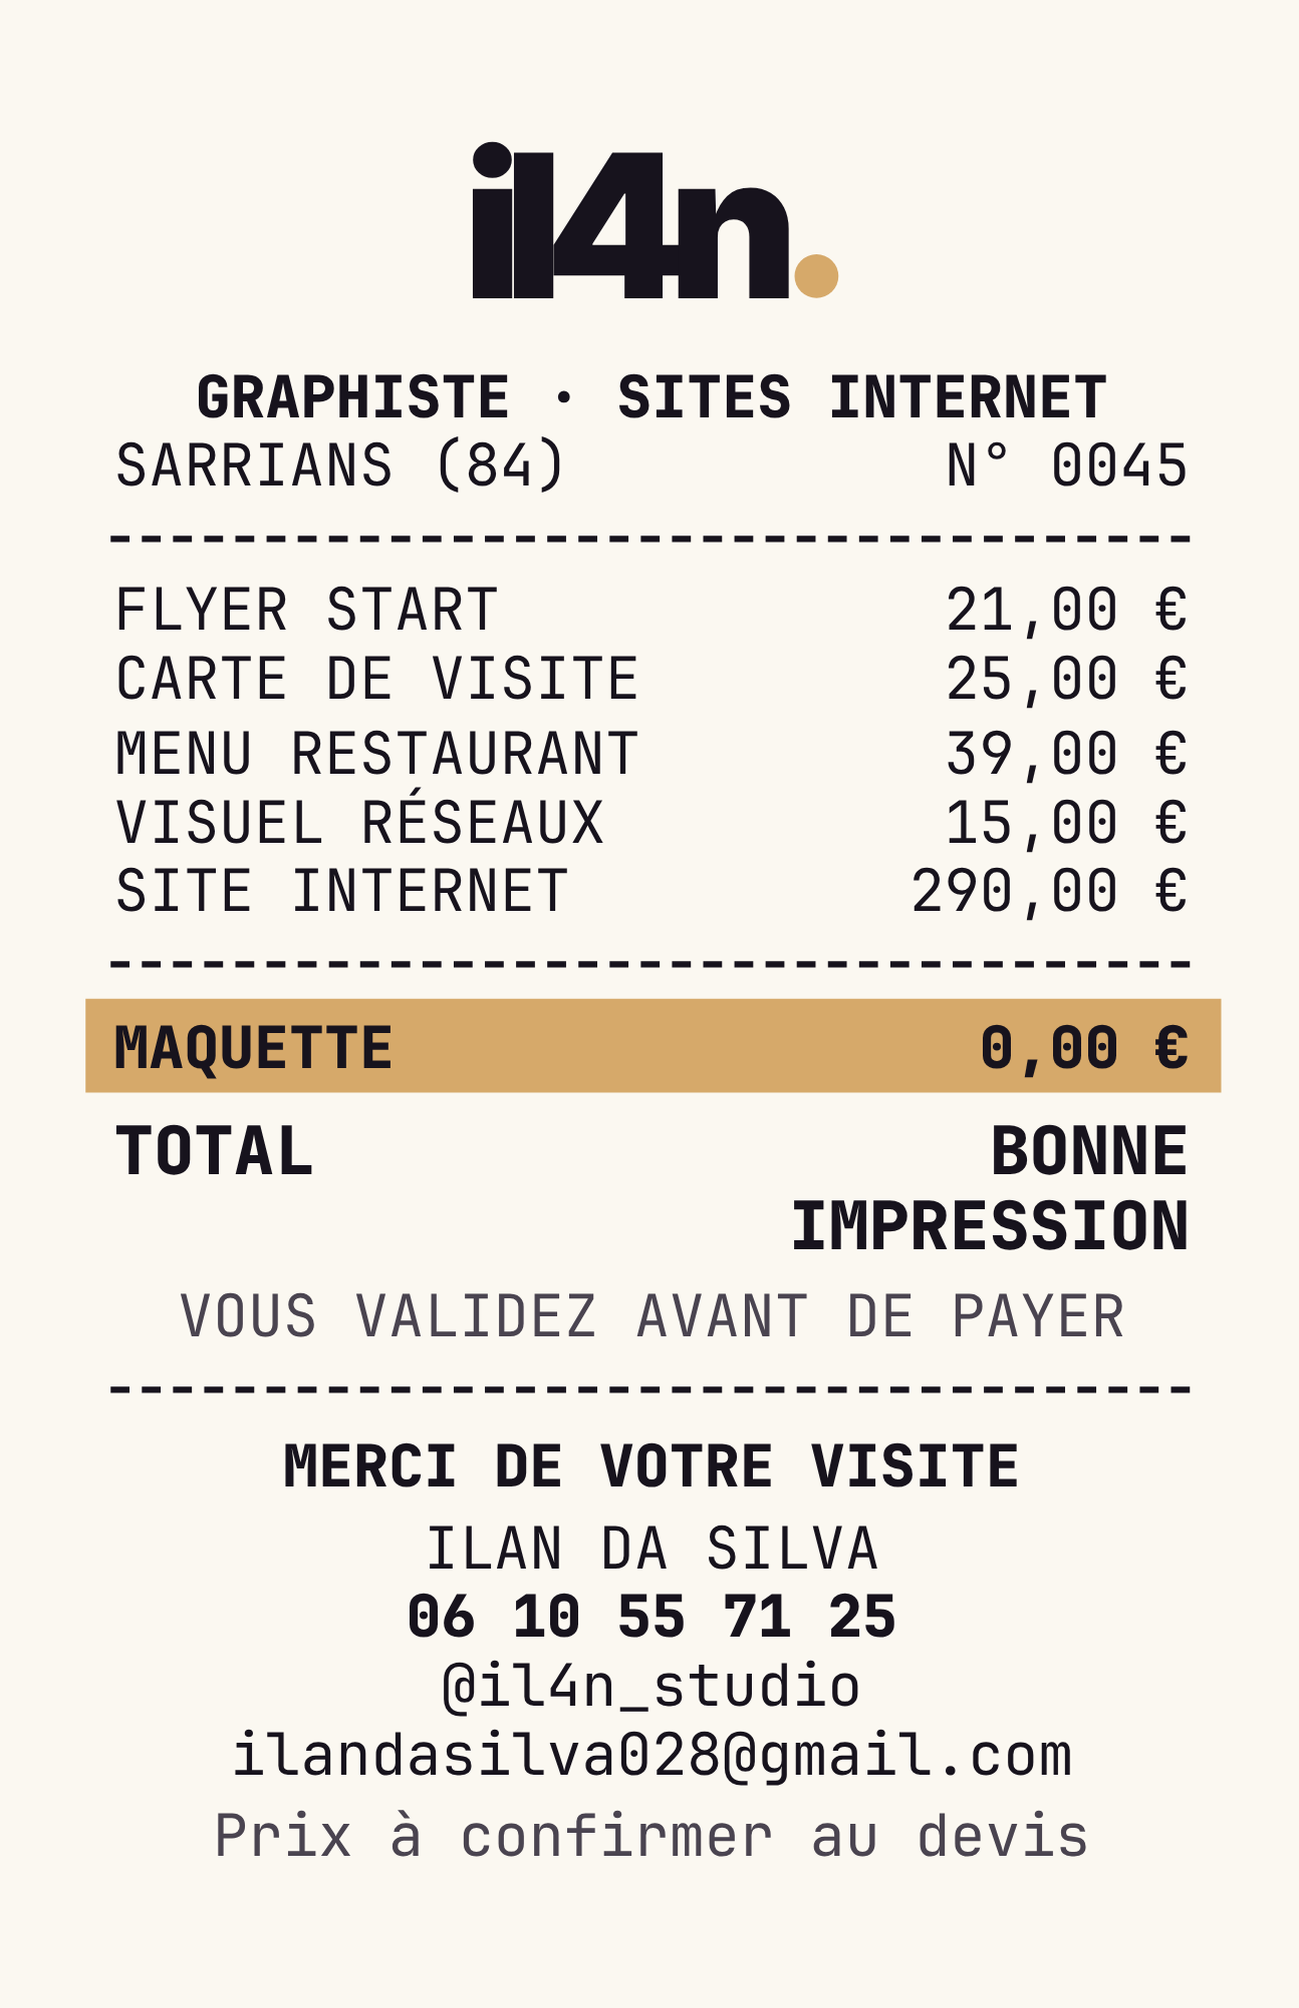 il4n.
GRAPHISTE · SITES INTERNET
SARRIANS (84) N° 0045
FLYER START 21,00 €
CARTE DE VISITE 25,00 €
MENU RESTAURANT 39,00 €
VISUEL RÉSEAUX 15,00 €
SITE INTERNET 290,00 €
MAQUETTE 0,00 €
TOTAL BONNE
IMPRESSION
VOUS VALIDEZ AVANT DE PAYER
MERCI DE VOTRE VISITE
ILAN DA SILVA
06 10 55 71 25
@il4n_studio
ilandasilva028@gmail.com
Prix à confirmer au devis